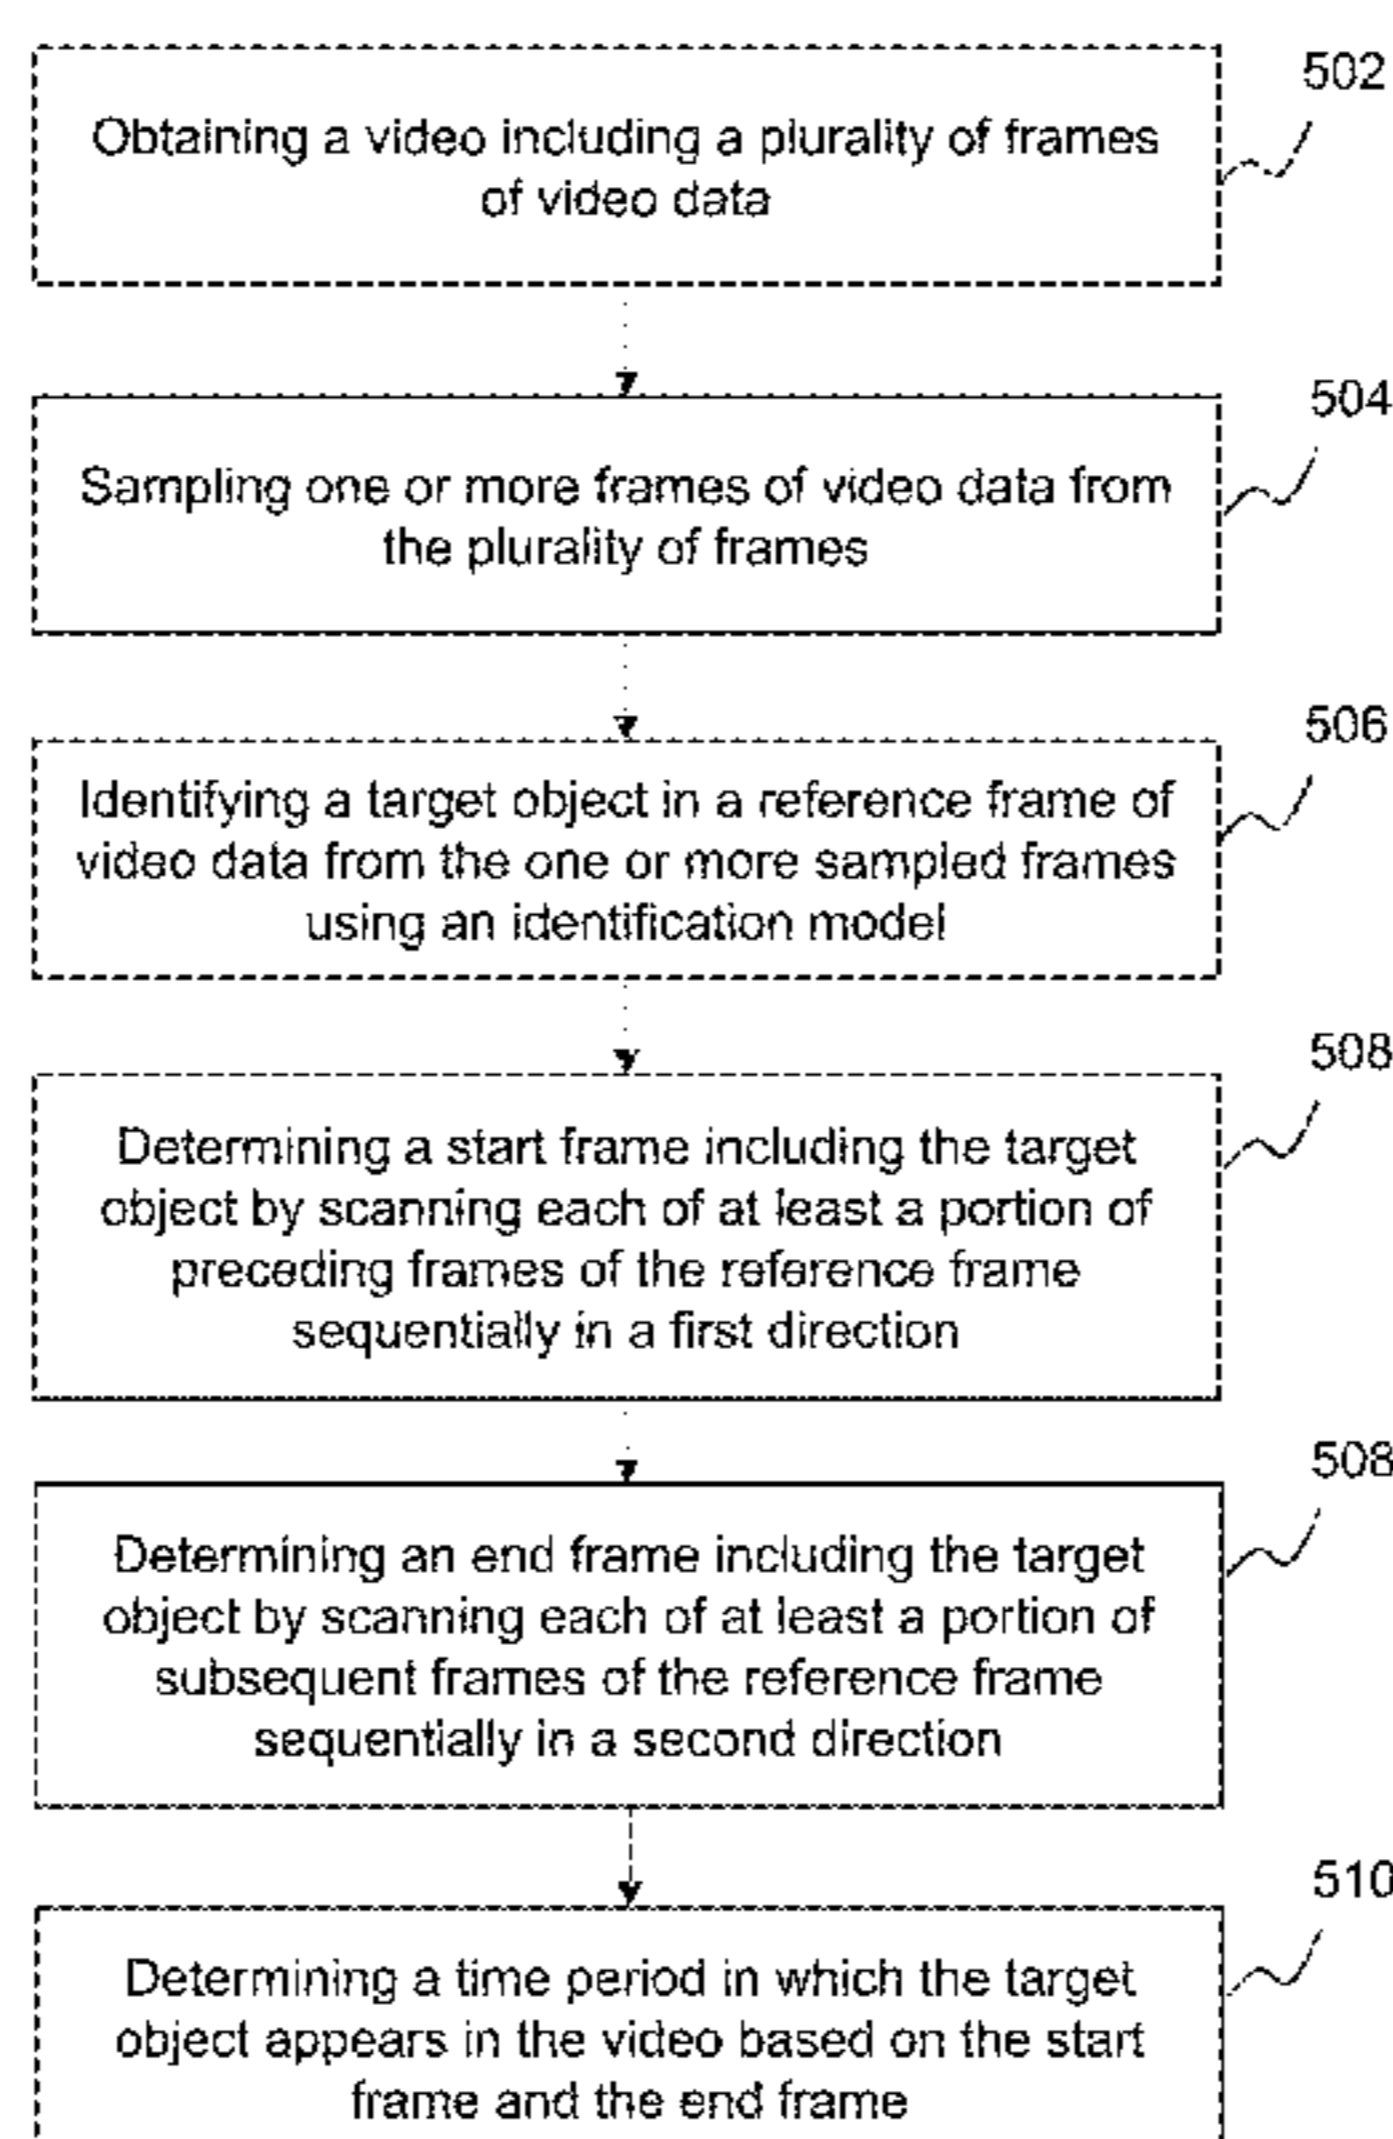 502
Obtaining a video including a plurality of frames
of video data
504
Sampling one or more frames of video data from
the plurality of frames
506
Identifying a target object in a reference frame of
video data from the one or more sampled frames
using an identification model
508
Determining a start frame including the target
object by scanning each of at least a portion of
preceding frames of the reference frame
sequentially in a first direction
508
Determining an end frame including the target
object by scanning each of at least a portion of
subsequent frames of the reference frame
sequentially in a second direction
510
Determining a time period in which the target
object appears in the video based on the start
frame and the end frame